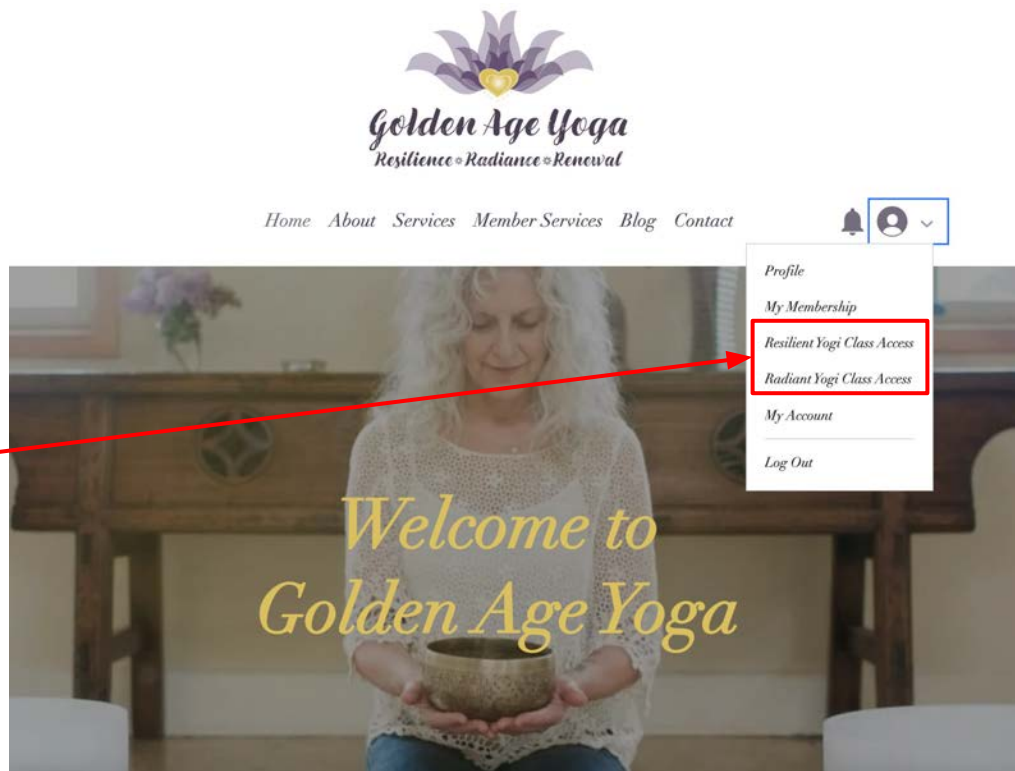 Golden Age Yoga
Resilience Radiance Renewal
Home About Services Member Services Blog Contact
Profile
My Membership
Resilient Yogi Class Access
Radiant Yogi Class Access
My Account
Log Out
Welcome to
Golden Age Yoga